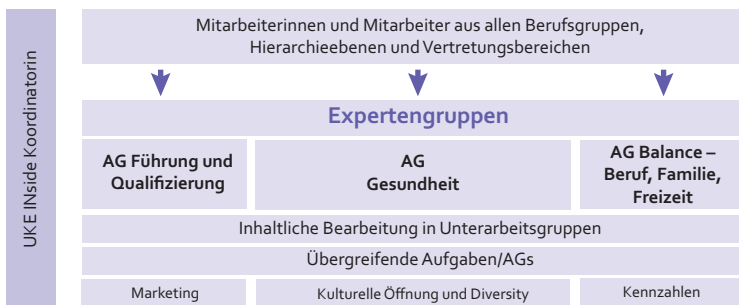 UKE INside Koordinatorin
Mitarbeiterinnen und Mitarbeiter aus allen Berufsgruppen,
Hierarchieebenen und Vertretungsbereichen
Expertengruppen
AG Führung und
Qualifizierung
AG
Gesundheit
AG Balance –
Beruf, Familie,
Freizeit
Inhaltliche Bearbeitung in Unterarbeitsgruppen
Übergreifende Aufgaben/AGs
Marketing
Kulturelle Öffnung und Diversity
Kennzahlen